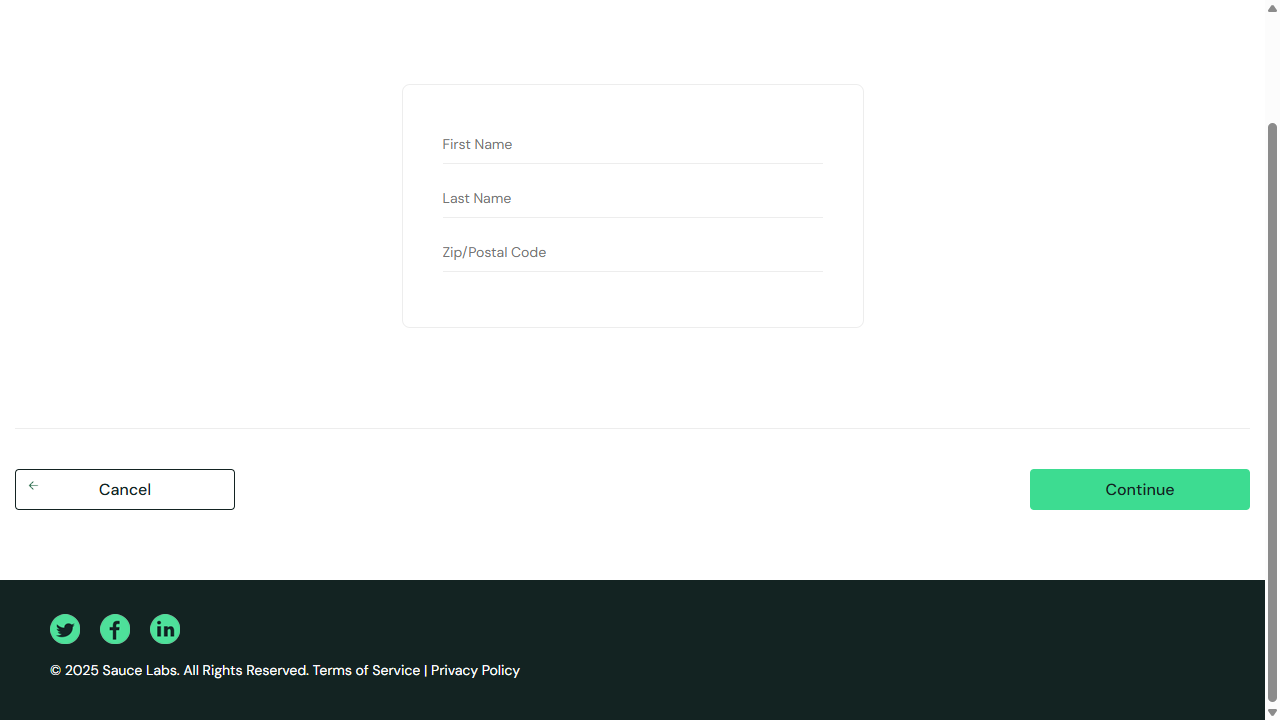 First Name
Last Name
Zip/Postal Code
Cancel
Continue
© 2025 Sauce Labs. All Rights Reserved. Terms of Service | Privacy Policy